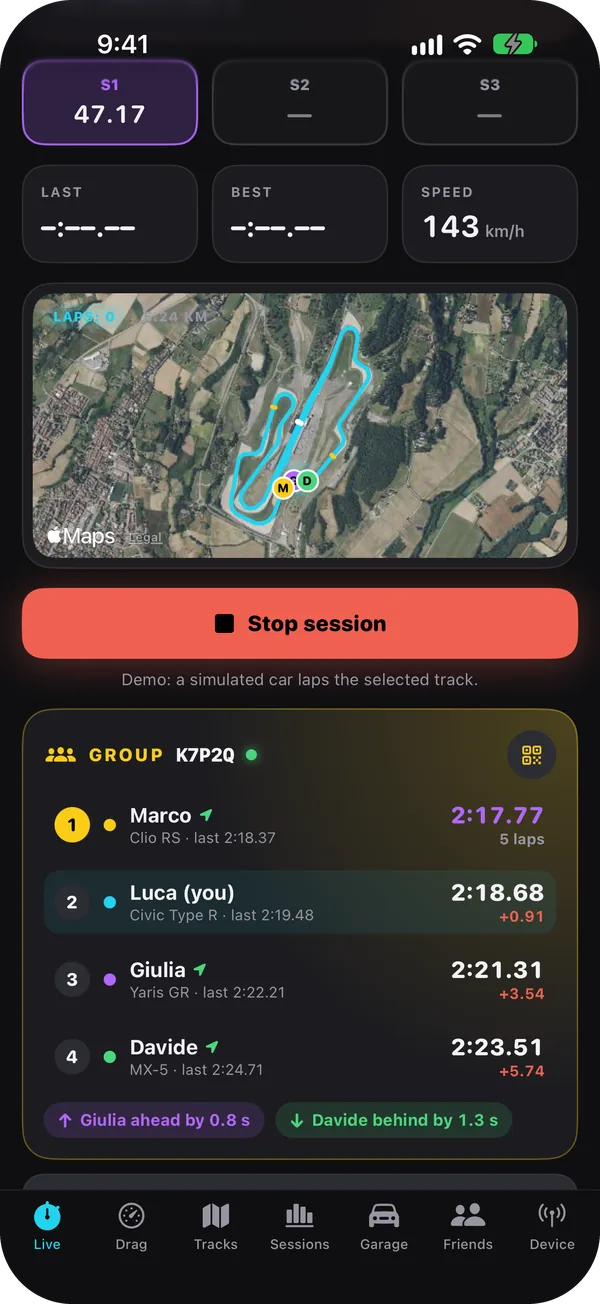 9:41
S1
47.17
S2
—
S3
—
LAST
–:––.––
BEST
–:––.––
SPEED
143 km/h
LAPS: 0
Maps Legal
M D
Stop session
Demo: a simulated car laps the selected track.
GROUP K7P2Q
1
Marco
Clio RS · last 2:18.37
2:17.77
5 laps
2
Luca (you)
Civic Type R · last 2:19.48
2:18.68
+0.91
3
Giulia
Yaris GR · last 2:22.21
2:21.31
+3.54
4
Davide
MX-5 · last 2:24.71
2:23.51
+5.74
↑ Giulia ahead by 0.8 s
↓ Davide behind by 1.3 s
Live
Drag
Tracks
Sessions
Garage
Friends
Device